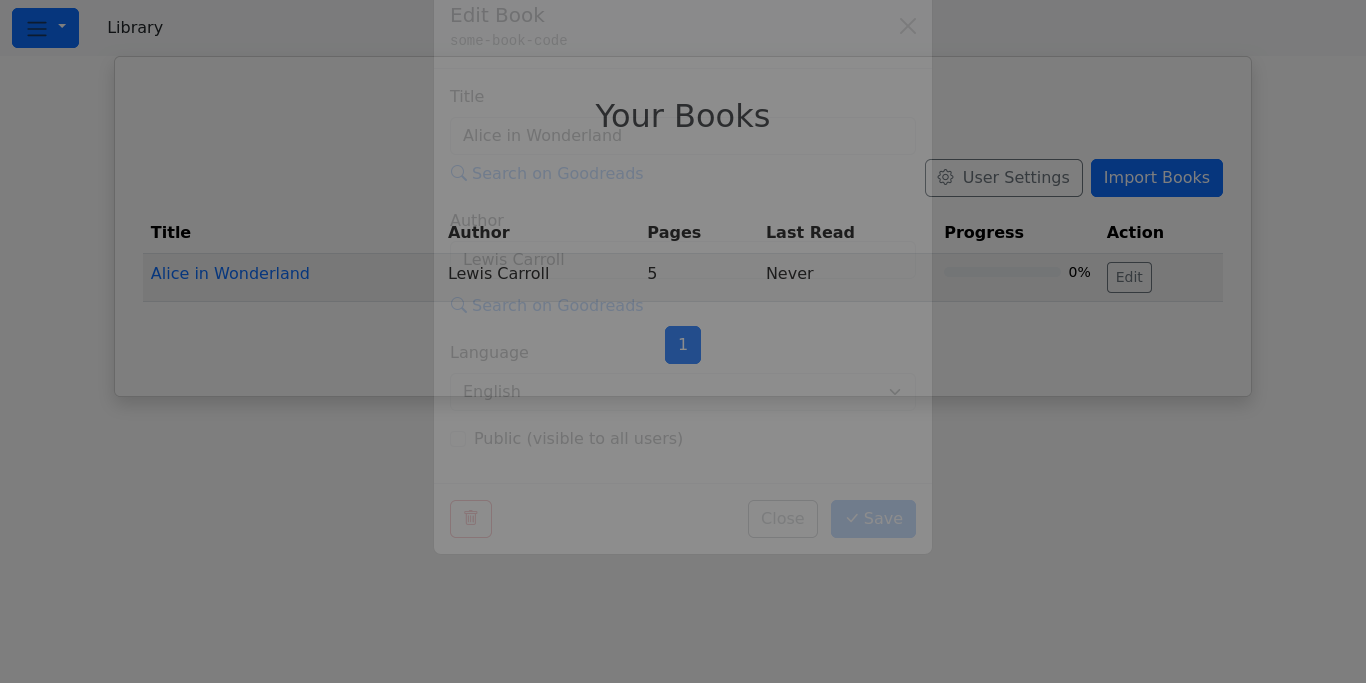 Library
Edit Book
some-book-code
Title
Your Books
Alice in Wonderland
Search on Goodreads
User Settings
Import Books
Author
Title Author Pages Last Read Progress Action
Lewis Carroll
Alice in Wonderland Lewis Carroll 5 Never 0% Edit
Search on Goodreads
1
Language
English
Public (visible to all users)
Close
Save